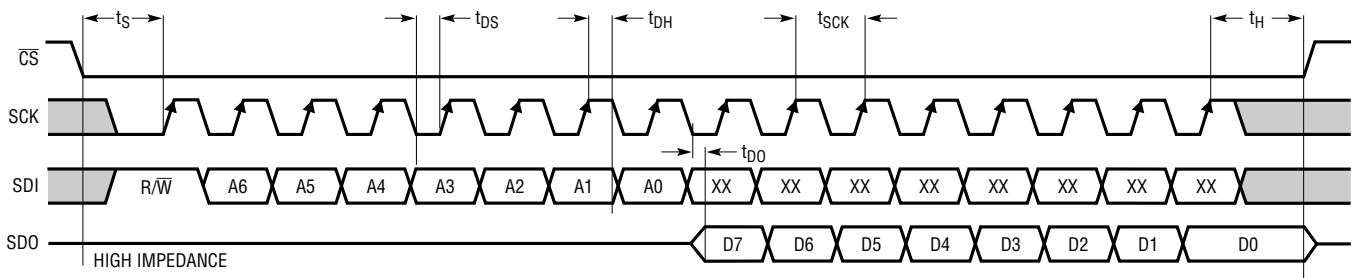 tS tDS tDH tSCK tH
CS
SCK
tDO
SDI R/W A6 A5 A4 A3 A2 A1 A0 XX XX XX XX XX XX XX XX
SDO D7 D6 D5 D4 D3 D2 D1 D0
HIGH IMPEDANCE